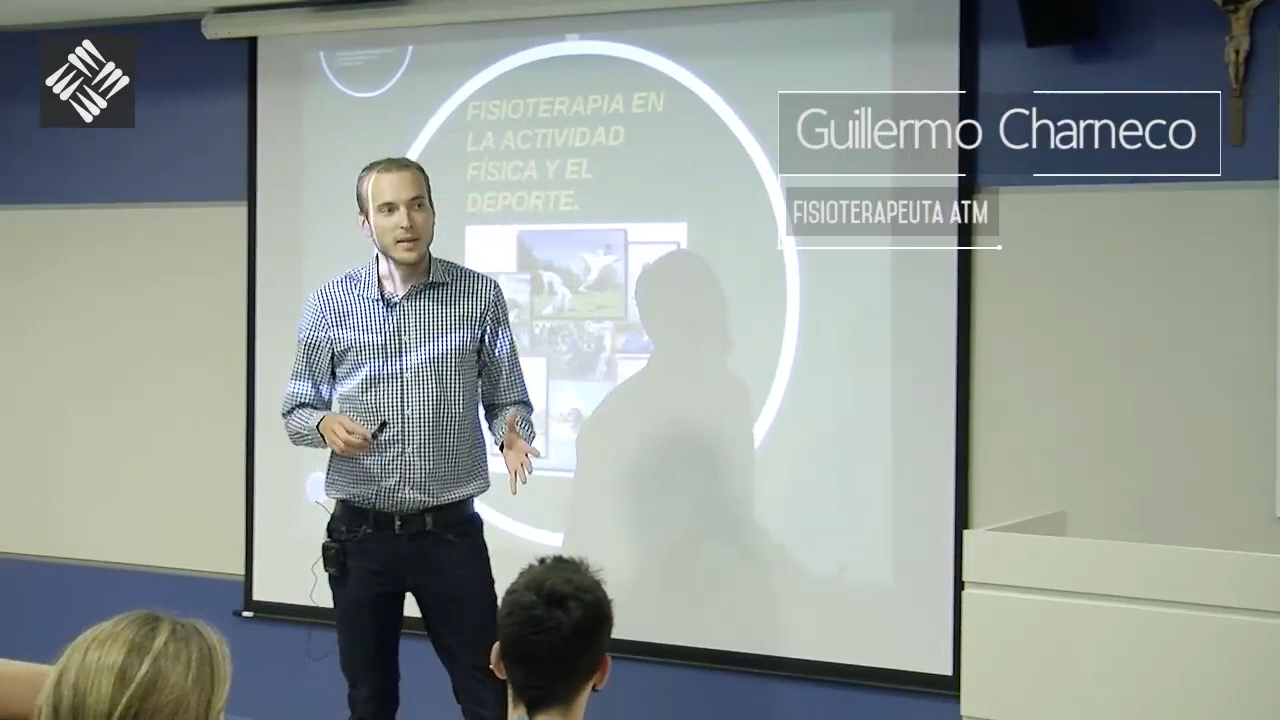 FISIOTERAPIA EN
LA ACTIVIDAD
FÍSICA Y EL
DEPORTE.
Guillermo Charneco
FISIOTERAPEUTA ATM